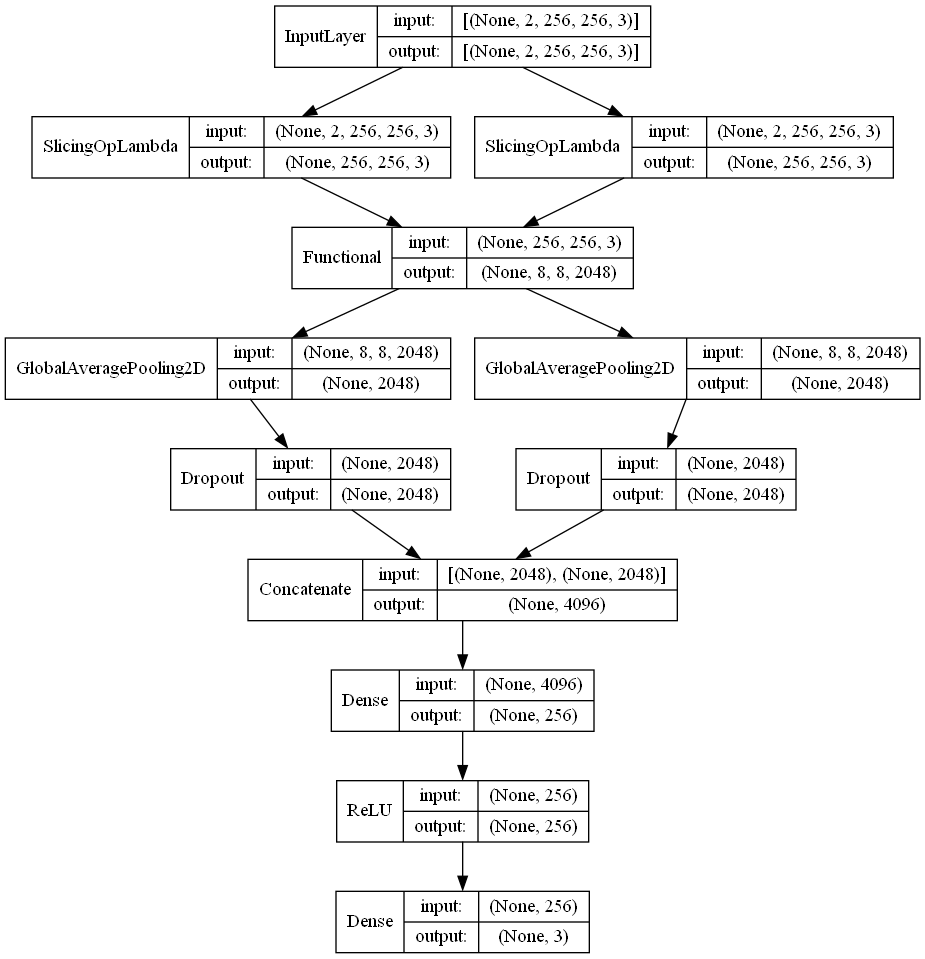 InputLayer input: [(None, 2, 256, 256, 3)]
output: [(None, 2, 256, 256, 3)]
SlicingOpLambda input: (None, 2, 256, 256, 3)
output: (None, 256, 256, 3)
SlicingOpLambda input: (None, 2, 256, 256, 3)
output: (None, 256, 256, 3)
Functional input: (None, 256, 256, 3)
output: (None, 8, 8, 2048)
GlobalAveragePooling2D input: (None, 8, 8, 2048)
output: (None, 2048)
GlobalAveragePooling2D input: (None, 8, 8, 2048)
output: (None, 2048)
Dropout input: (None, 2048)
output: (None, 2048)
Dropout input: (None, 2048)
output: (None, 2048)
Concatenate input: [(None, 2048), (None, 2048)]
output: (None, 4096)
Dense input: (None, 4096)
output: (None, 256)
ReLU input: (None, 256)
output: (None, 256)
Dense input: (None, 256)
output: (None, 3)